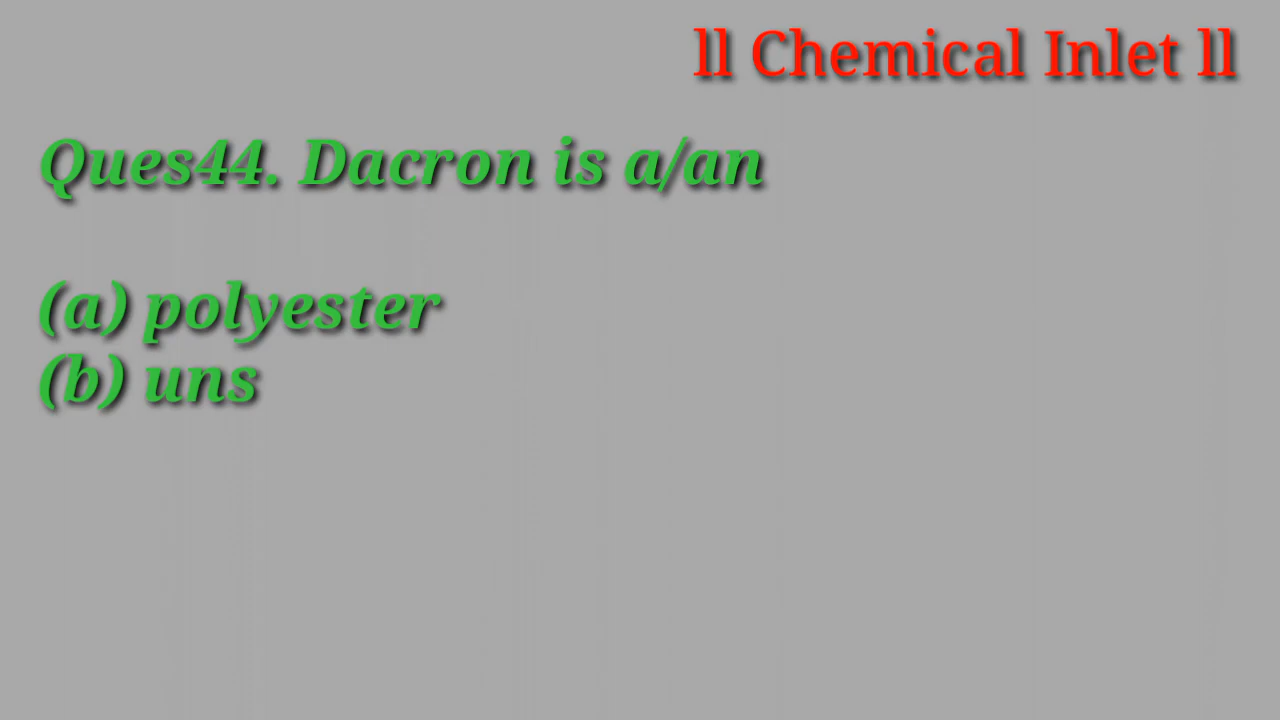 ll Chemical Inlet ll
Ques44. Dacron is a/an
(a) polyester
(b) uns